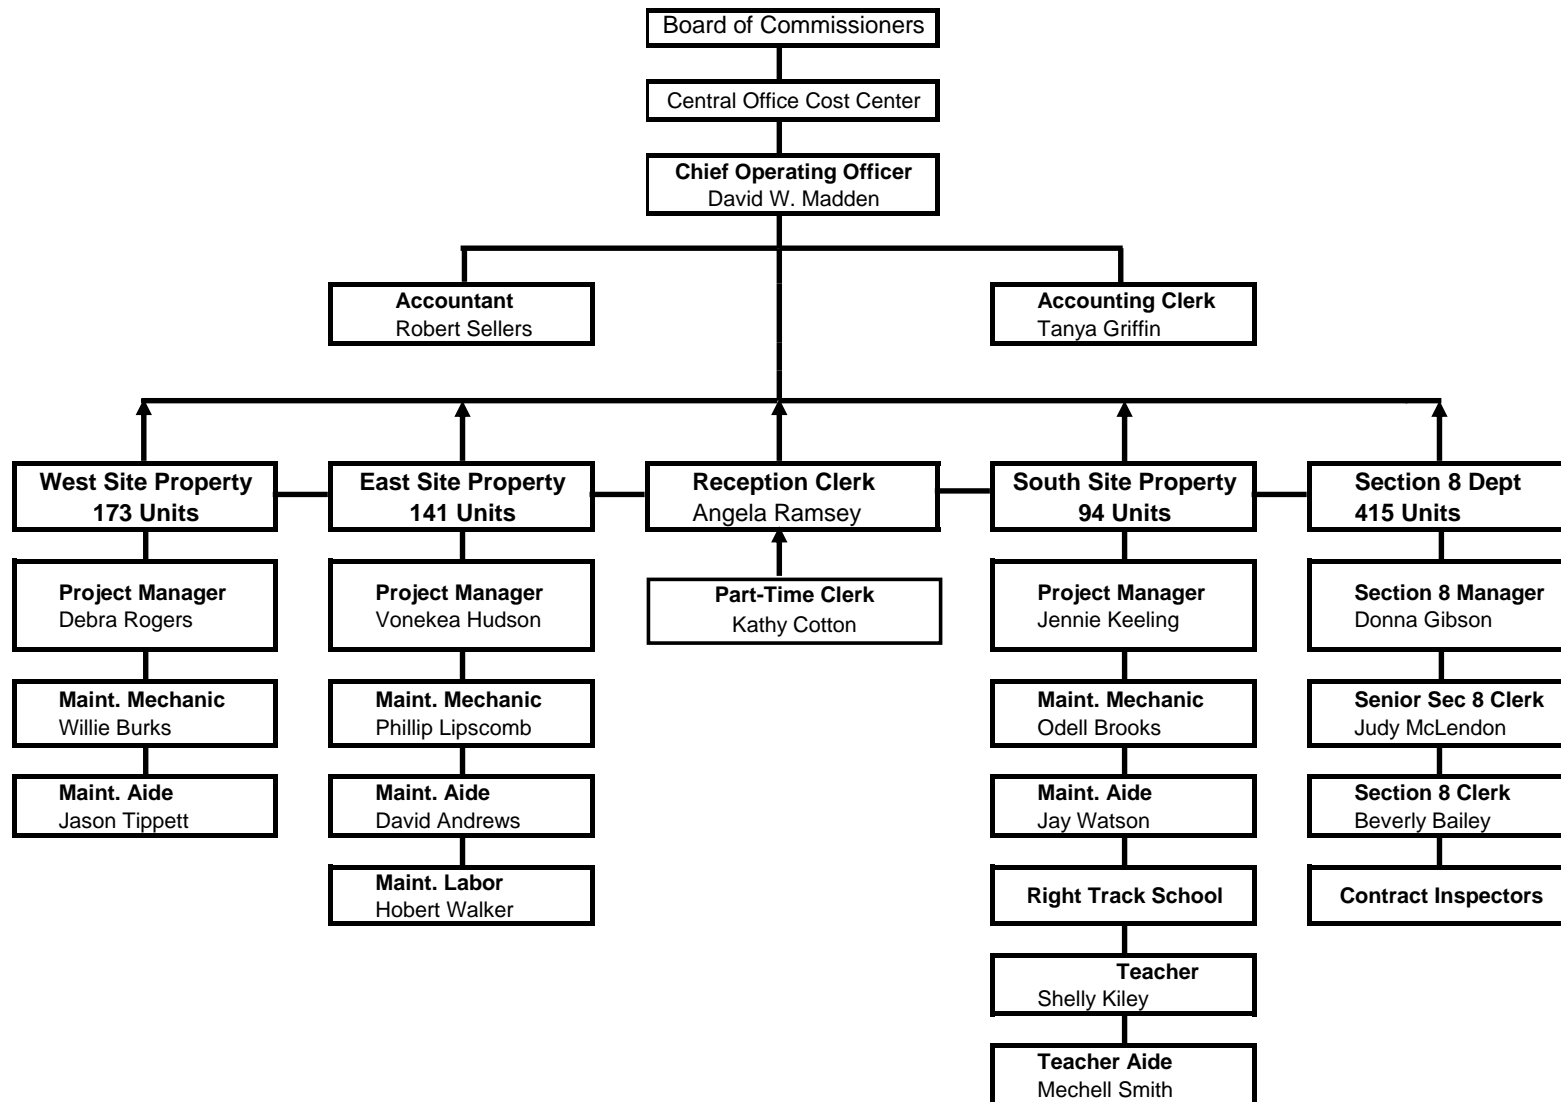 Board of Commissioners
Central Office Cost Center
Chief Operating Officer
David W. Madden
Accountant
Robert Sellers
Accounting Clerk
Tanya Griffin
West Site Property
173 Units
East Site Property
141 Units
Reception Clerk
Angela Ramsey
South Site Property
94 Units
Section 8 Dept
415 Units
Project Manager
Debra Rogers
Project Manager
Vonekea Hudson
Part-Time Clerk
Kathy Cotton
Project Manager
Jennie Keeling
Section 8 Manager
Donna Gibson
Maint. Mechanic
Willie Burks
Maint. Mechanic
Phillip Lipscomb
Maint. Mechanic
Odell Brooks
Senior Sec 8 Clerk
Judy McLendon
Maint. Aide
Jason Tippett
Maint. Aide
David Andrews
Maint. Aide
Jay Watson
Section 8 Clerk
Beverly Bailey
Maint. Labor
Hobert Walker
Right Track School
Contract Inspectors
Teacher
Shelly Kiley
Teacher Aide
Mechell Smith